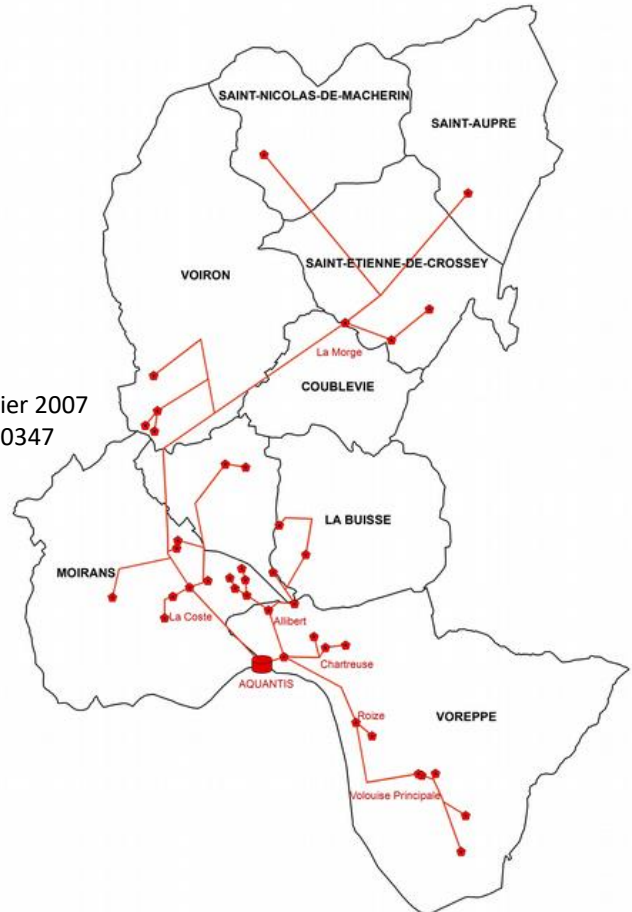 SAINT-NICOLAS-DE-MACHERIN
SAINT-AUPRE
SAINT-ETIENNE-DE-CROSSEY
VOIRON
La Morge
COUBLEVIE
ier 2007
0347
LA BUISSE
MOIRANS
La Coste
Allibert
Chartreuse
AQUANTIS
Roize
VOREPPE
Volouise Principale